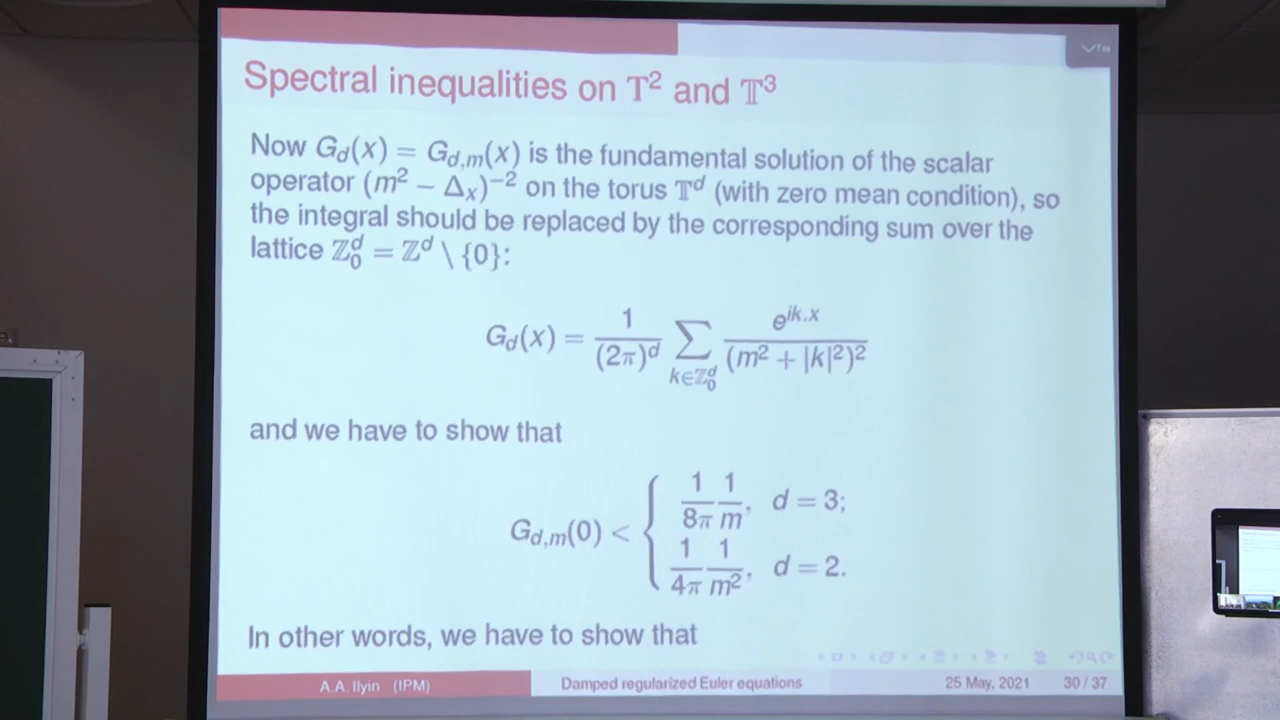 Spectral inequalities on T² and 𝕋³
Now G_d(x) = G_{d,m}(x) is the fundamental solution of the scalar
operator (m² − Δ_x)⁻² on the torus 𝕋^d (with zero mean condition), so
the integral should be replaced by the corresponding sum over the
lattice ℤ₀^d = ℤ^d \ {0}:
G_d(x) = 1/(2π)^d ∑_{k∈ℤ₀^d} e^{ik.x}/(m² + |k|²)²
and we have to show that
G_{d,m}(0) < { 1/8π 1/m, d = 3;
1/4π 1/m², d = 2.
In other words, we have to show that
A.A. Ilyin (IPM) Damped regularized Euler equations 25 May, 2021 30 / 37